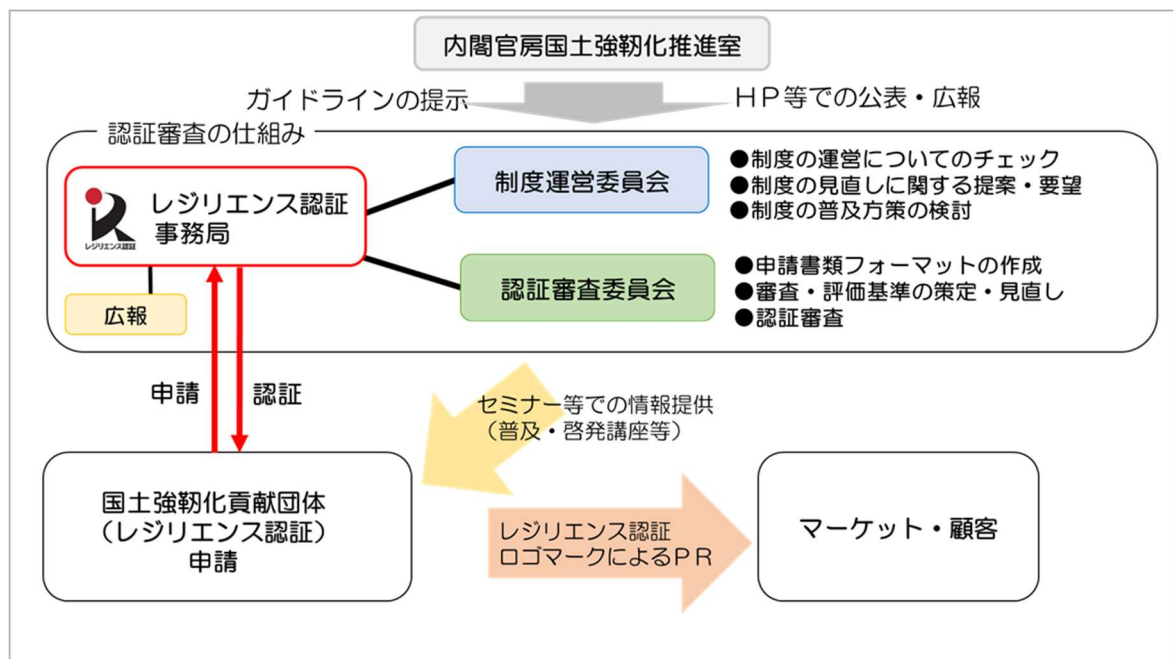 内閣官房国土強靭化推進室
ガイドラインの提示
HP等での公表・広報
認証審査の仕組み
レジリエンス認証
レジリエンス認証
事務局
広報
制度運営委員会
●制度の運営についてのチェック
●制度の見直しに関する提案・要望
●制度の普及方策の検討
認証審査委員会
●申請書類フォーマットの作成
●審査・評価基準の策定・見直し
●認証審査
申請
認証
セミナー等での情報提供
（普及・啓発講座等）
国土強靭化貢献団体
（レジリエンス認証）
申請
レジリエンス認証
ロゴマークによるPR
マーケット・顧客